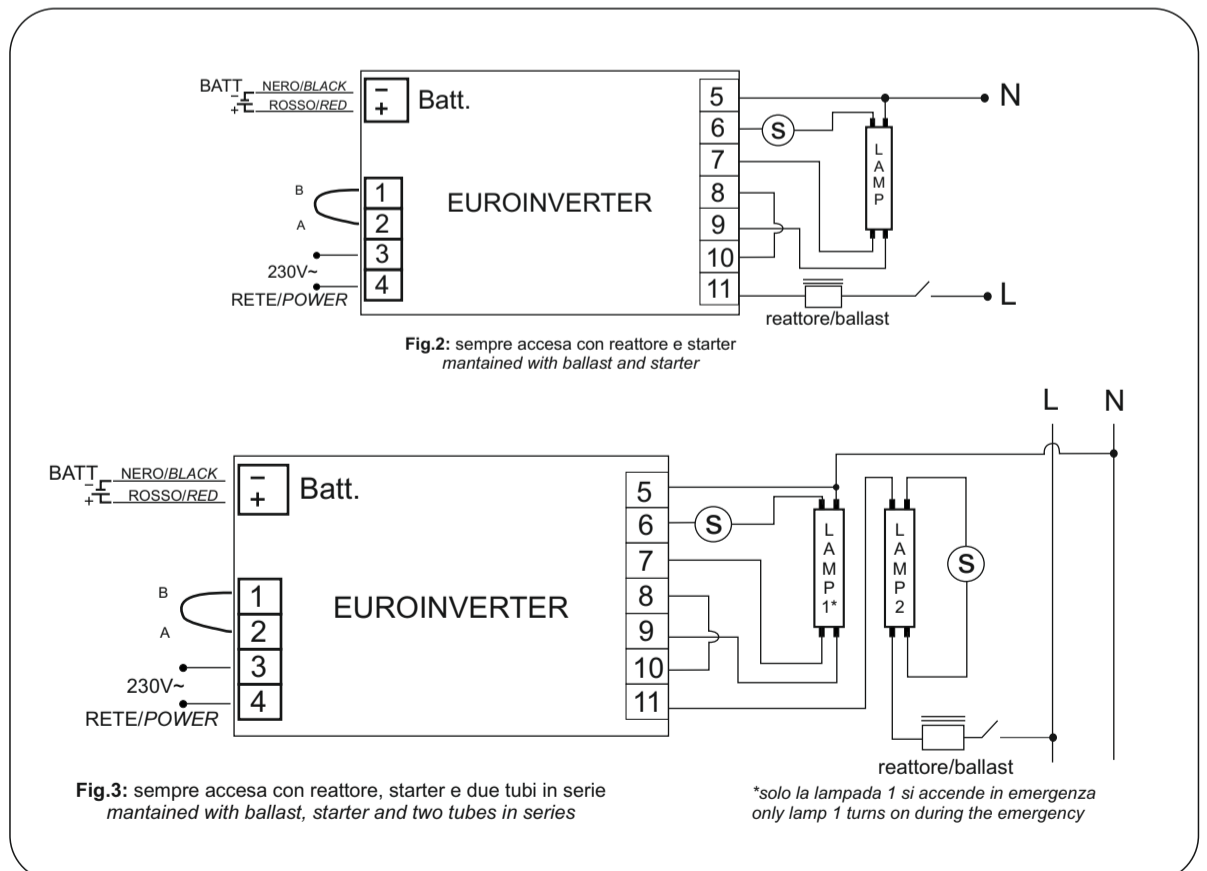 BATT NERO/BLACK
- ROSSO/RED
+
-
+
Batt.
B
A
1
2
3
4
230V~
RETE/POWER
EUROINVERTER
5
6
7
8
9
10
11
S
LAMP
N
L
reattore/ballast
Fig.2: sempre accesa con reattore e starter
mantained with ballast and starter
L N
BATT NERO/BLACK
- ROSSO/RED
+
-
+
Batt.
B
A
1
2
3
4
230V~
RETE/POWER
EUROINVERTER
5
6
7
8
9
10
11
S
LAMP1*
LAMP2
S
reattore/ballast
Fig.3: sempre accesa con reattore, starter e due tubi in serie
mantained with ballast, starter and two tubes in series
*solo la lampada 1 si accende in emergenza
only lamp 1 turns on during the emergency